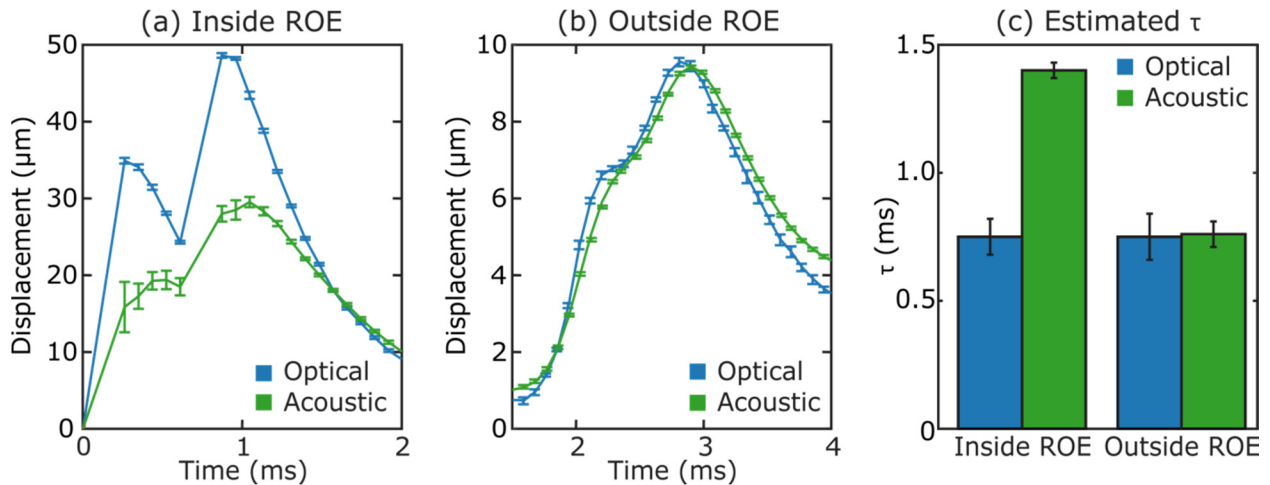 (a) Inside ROE
Displacement (μm)
50
40
30
20
10
0
0
1
2
Time (ms)
Optical
Acoustic
(b) Outside ROE
Displacement (μm)
10
8
6
4
2
0
2
3
4
Time (ms)
Optical
Acoustic
(c) Estimated τ
τ (ms)
1.5
1.0
0.5
0
Optical
Acoustic
Inside ROE
Outside ROE